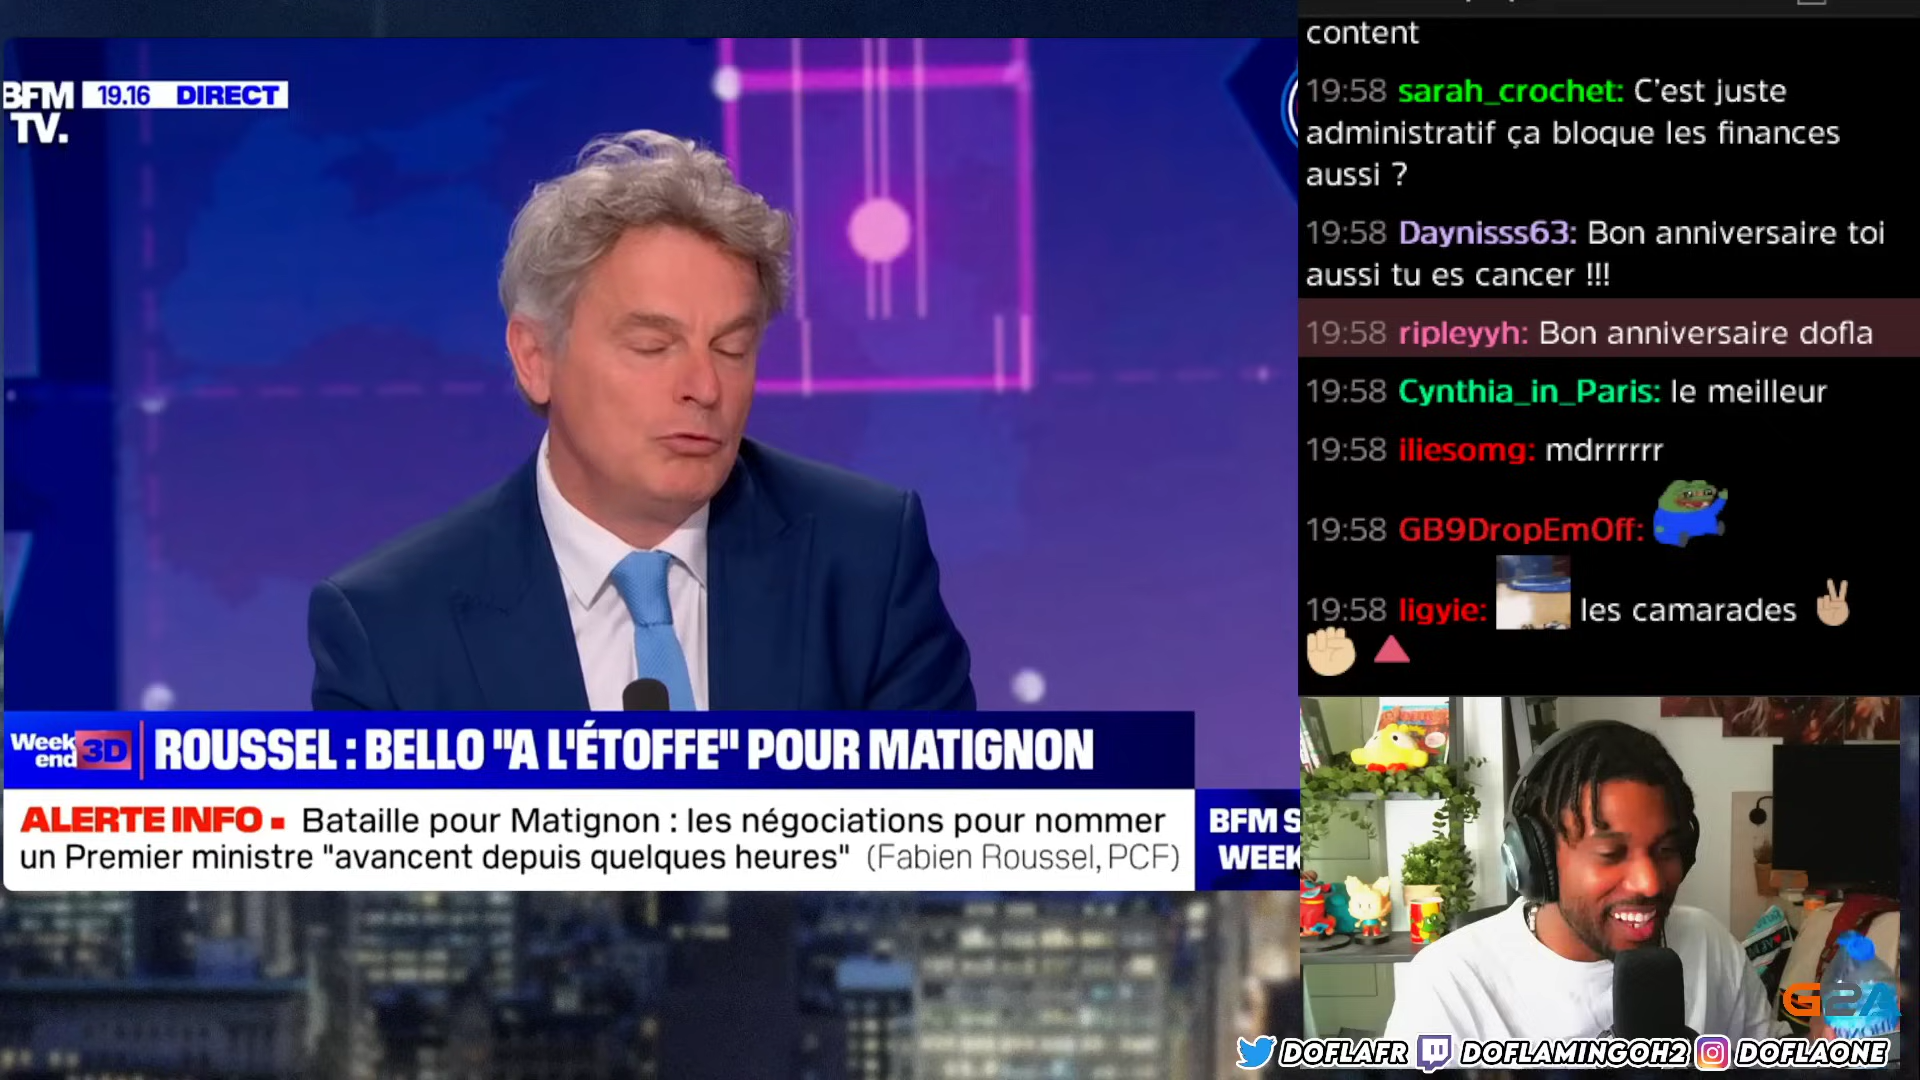 BFM
TV.
19.16 DIRECT
Week
end 3D
ROUSSEL : BELLO "A L'ÉTOFFE" POUR MATIGNON
ALERTE INFO ▪ Bataille pour Matignon : les négociations pour nommer
un Premier ministre "avancent depuis quelques heures" (Fabien Roussel, PCF)
BFM S
WEEK
content
19:58 sarah_crochet: C'est juste
administratif ça bloque les finances
aussi ?
19:58 Daynisss63: Bon anniversaire toi
aussi tu es cancer !!!
19:58 ripleyyh: Bon anniversaire dofla
19:58 Cynthia_in_Paris: le meilleur
19:58 iliesomg: mdrrrrrr
19:58 GB9DropEmOff:
19:58 ligyie: les camarades ✌🏼
✊🏼 🔺
G2A
DOFLAFR DOFLAMINGOH2 DOFLAONE